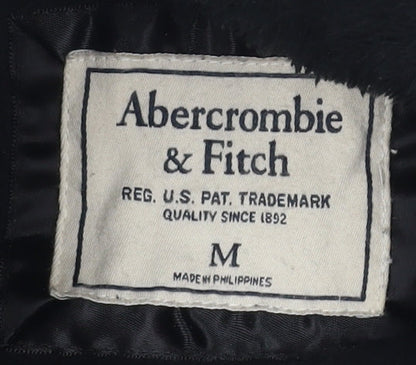 Abercrombie
& Fitch
REG. U.S. PAT. TRADEMARK
QUALITY SINCE 1892
M
MADE IN PHILIPPINES